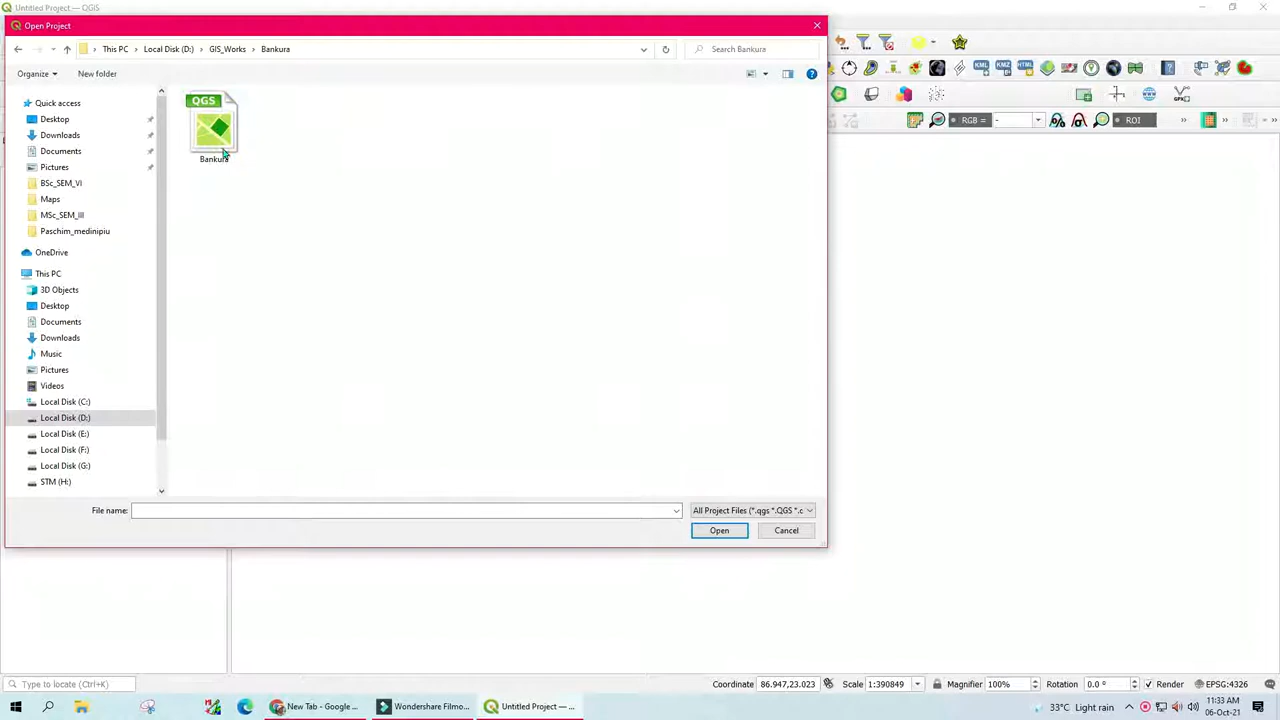 Untitled Project — QGIS
Open Project
This PC > Local Disk (D:) > GIS_Works > Bankura
Search Bankura
Organize
New folder
KML
KMZ
HTML
GPS
RGB =
-
ROI
Quick access
Desktop
Downloads
Documents
Pictures
BSc_SEM_VI
Maps
MSc_SEM_III
Paschim_medinipiu
OneDrive
This PC
3D Objects
Desktop
Documents
Downloads
Music
Pictures
Videos
Local Disk (C:)
Local Disk (D:)
Local Disk (E:)
Local Disk (F:)
Local Disk (G:)
STM (H:)
QGS
Bankura
File name:
All Project Files (*.qgs *.QGS *.c
Open
Cancel
Type to locate (Ctrl+K)
Coordinate 86.947,23.023
Scale 1:390849
Magnifier 100%
Rotation 0.0 °
Render
EPSG:4326
New Tab - Google ...
Wondershare Filmo...
Untitled Project — ...
33°C Light rain
11:33 AM
06-Oct-21